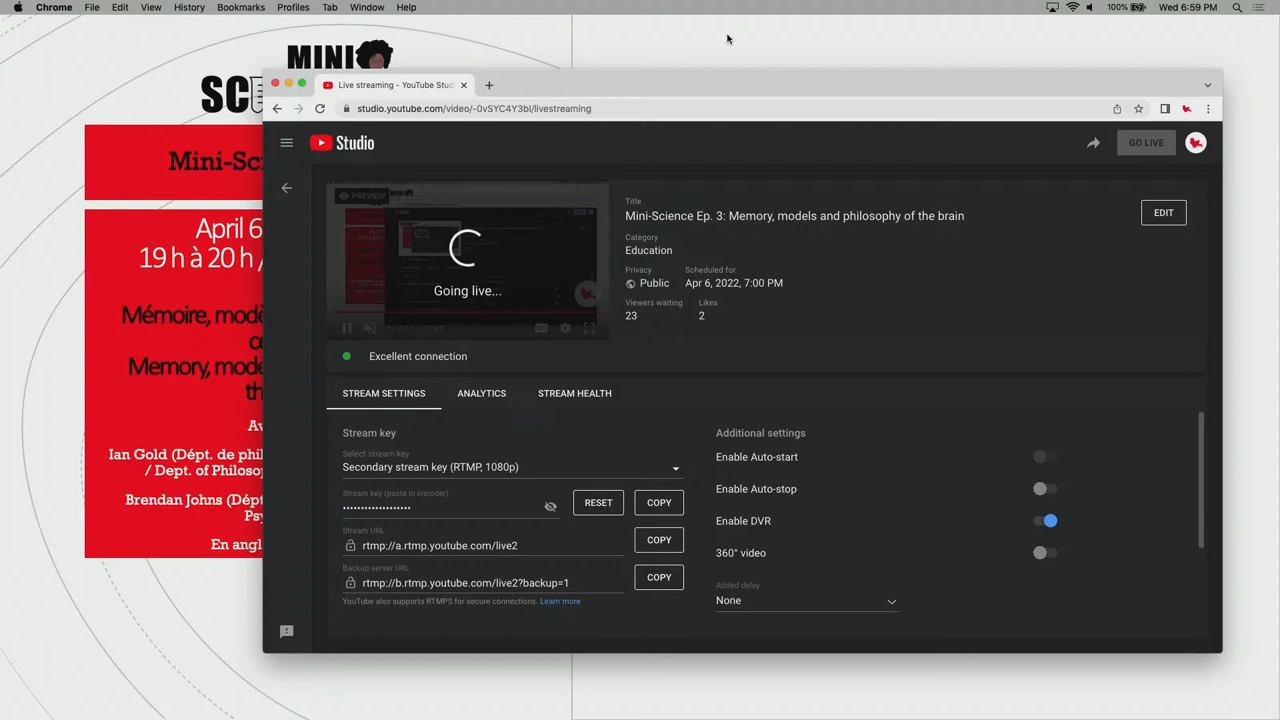 Chrome File Edit View History Bookmarks Profiles Tab Window Help 100% Wed 6:59 PM
MINI
SC
Mini-Sc
April 6
19 h à 20 h /
Mémoire, mod
ce
Memory, mode
th
Av
Ian Gold (Dépt. de phil
/ Dept. of Philosop
Brendan Johns (Dép
Psy
En angl
Live streaming - YouTube Stud
studio.youtube.com/video/-0vSYC4Y3bI/livestreaming
Studio
GO LIVE
PREVIEW
Going live...
Title
Mini-Science Ep. 3: Memory, models and philosophy of the brain
EDIT
Category
Education
Privacy Scheduled for
Public Apr 6, 2022, 7:00 PM
Viewers waiting Likes
23 2
Excellent connection
STREAM SETTINGS ANALYTICS STREAM HEALTH
Stream key
Select stream key
Secondary stream key (RTMP, 1080p)
Stream key (paste in encoder)
•••••••••••••••••••
RESET COPY
Stream URL
rtmp://a.rtmp.youtube.com/live2
COPY
Backup server URL
rtmp://b.rtmp.youtube.com/live2?backup=1
COPY
YouTube also supports RTMPS for secure connections. Learn more
Additional settings
Enable Auto-start
Enable Auto-stop
Enable DVR
360° video
Added delay
None